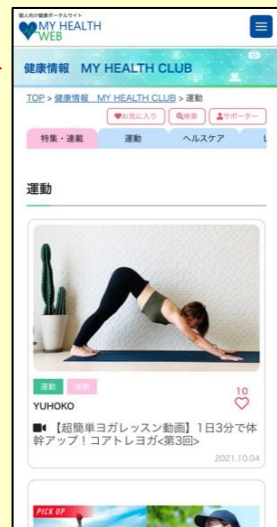 個人向け健康ポータルサイト
MY HEALTH
WEB
健康情報　MY HEALTH CLUB
TOP > 健康情報　MY HEALTH CLUB > 運動
お気に入り
検索
サポーター
特集・連載
運動
ヘルスケア
運動
運動
運動
10
YUHOKO
【超簡単ヨガレッスン動画】1日3分で体
幹アップ！コアトレヨガ<第3回>
2021.10.04
PICK UP